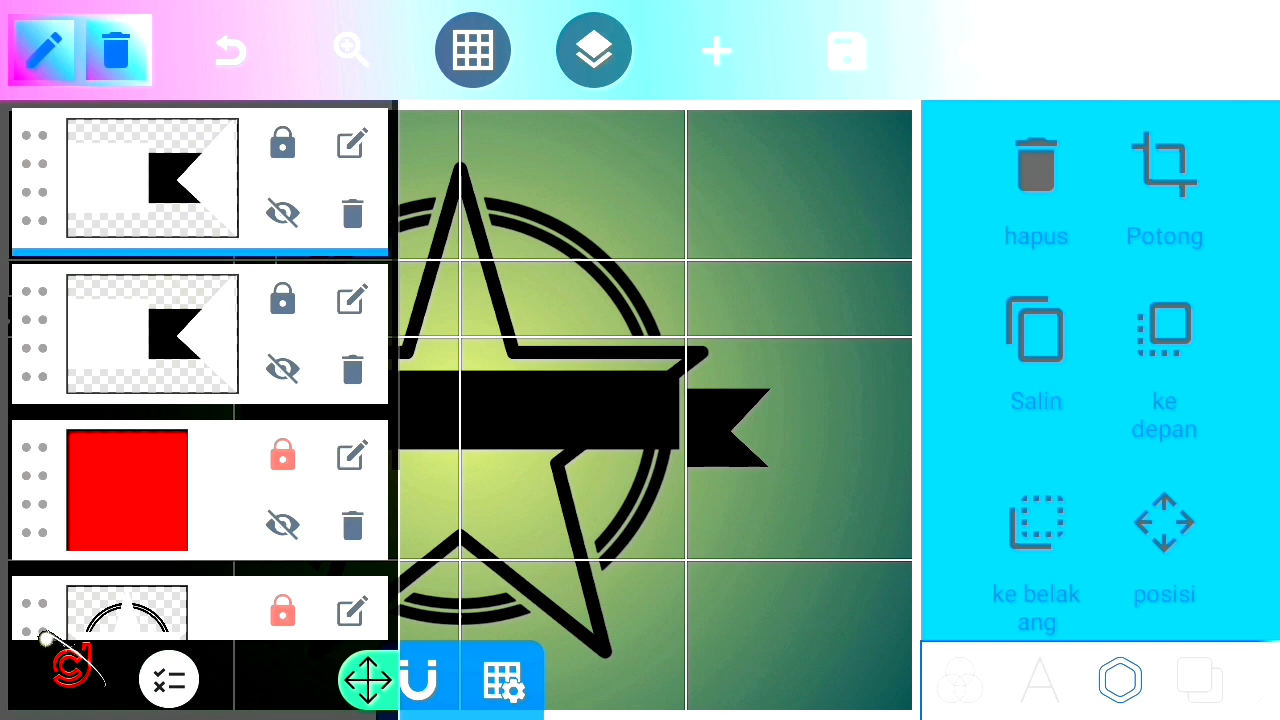 hapus
Potong
Salin
ke
depan
ke belak
ang
posisi
A